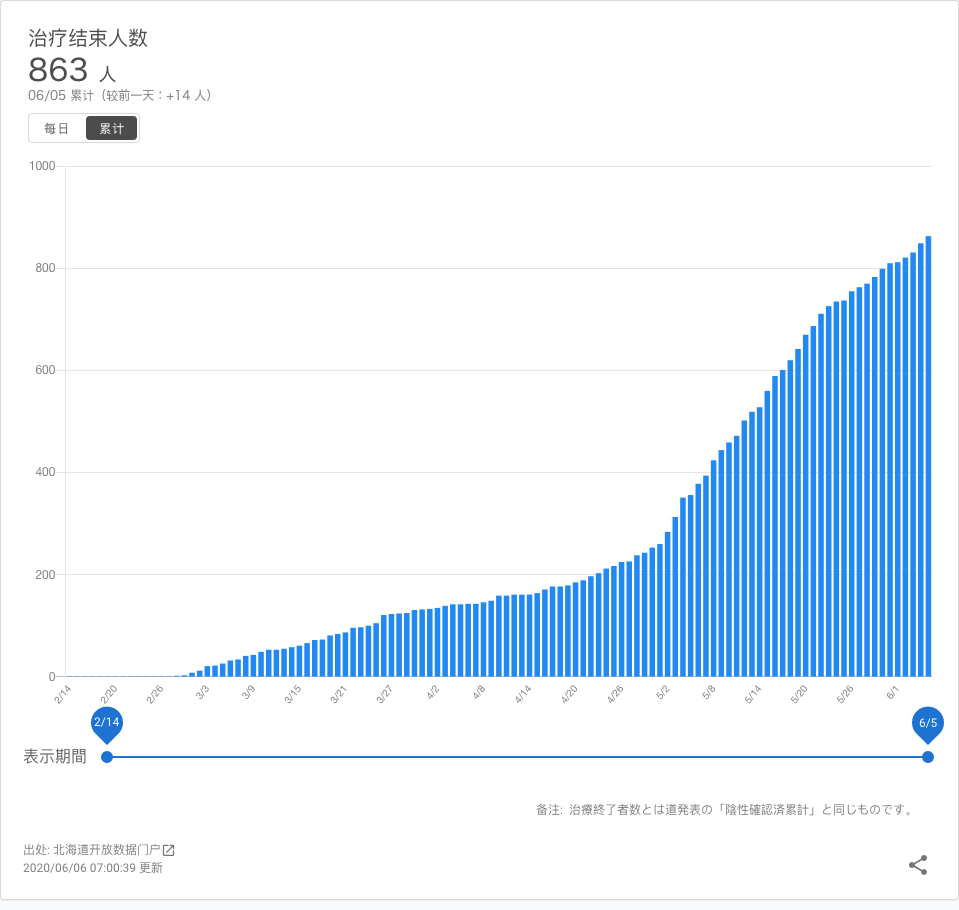 治疗结束人数
863 人
06/05 累计（较前一天：+14 人）
每日 累计
1000
800
600
400
200
0
2/14 2/20 2/26 3/3 3/9 3/15 3/21 3/27 4/2 4/8 4/14 4/20 4/26 5/2 5/8 5/14 5/20 5/26 6/1
2/14 6/5
表示期間
备注: 治療終了者数とは道発表の「陰性確認済累計」と同じものです。
出处: 北海道开放数据门户
2020/06/06 07:00:39 更新